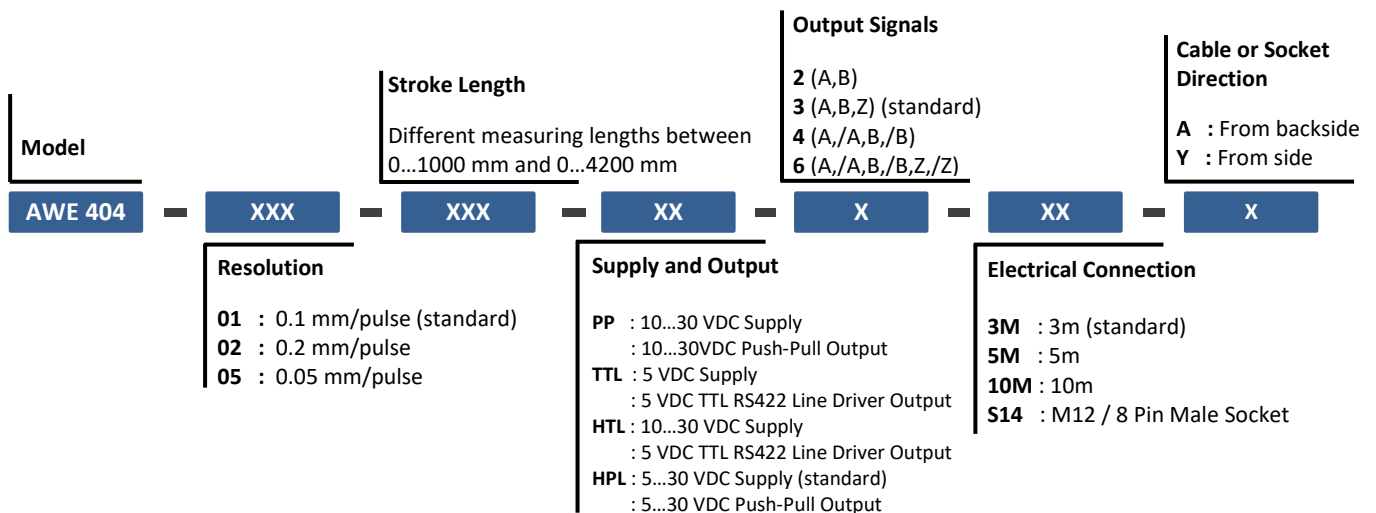 Output Signals
2 (A,B)
3 (A,B,Z) (standard)
4 (A,/A,B,/B)
6 (A,/A,B,/B,Z,/Z)
Cable or Socket
Direction
A : From backside
Y : From side
Stroke Length
Different measuring lengths between
0...1000 mm and 0...4200 mm
Model
AWE 404 – XXX – XXX – XX – X – XX – X
Resolution
01 : 0.1 mm/pulse (standard)
02 : 0.2 mm/pulse
05 : 0.05 mm/pulse
Supply and Output
PP : 10...30 VDC Supply
: 10...30VDC Push-Pull Output
TTL : 5 VDC Supply
: 5 VDC TTL RS422 Line Driver Output
HTL : 10...30 VDC Supply
: 5 VDC TTL RS422 Line Driver Output
HPL : 5...30 VDC Supply (standard)
: 5...30 VDC Push-Pull Output
Electrical Connection
3M : 3m (standard)
5M : 5m
10M : 10m
S14 : M12 / 8 Pin Male Socket